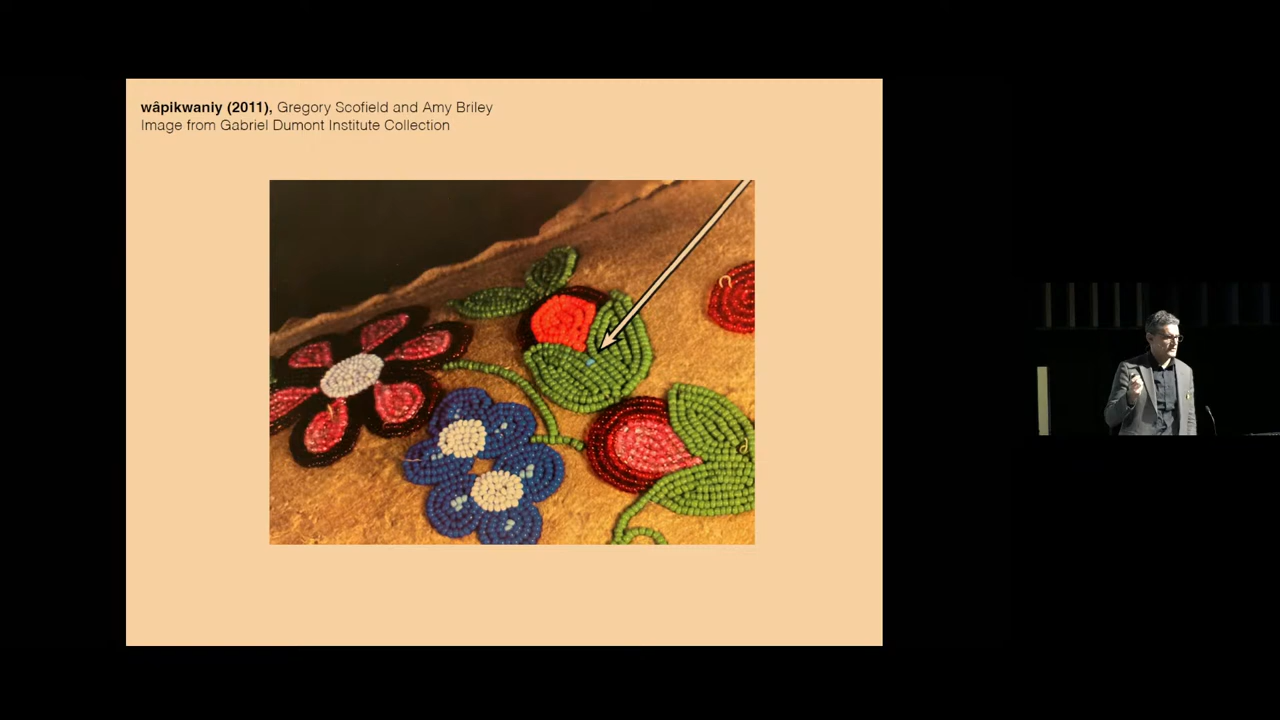 wâpikwaniy (2011), Gregory Scofield and Amy Briley
Image from Gabriel Dumont Institute Collection